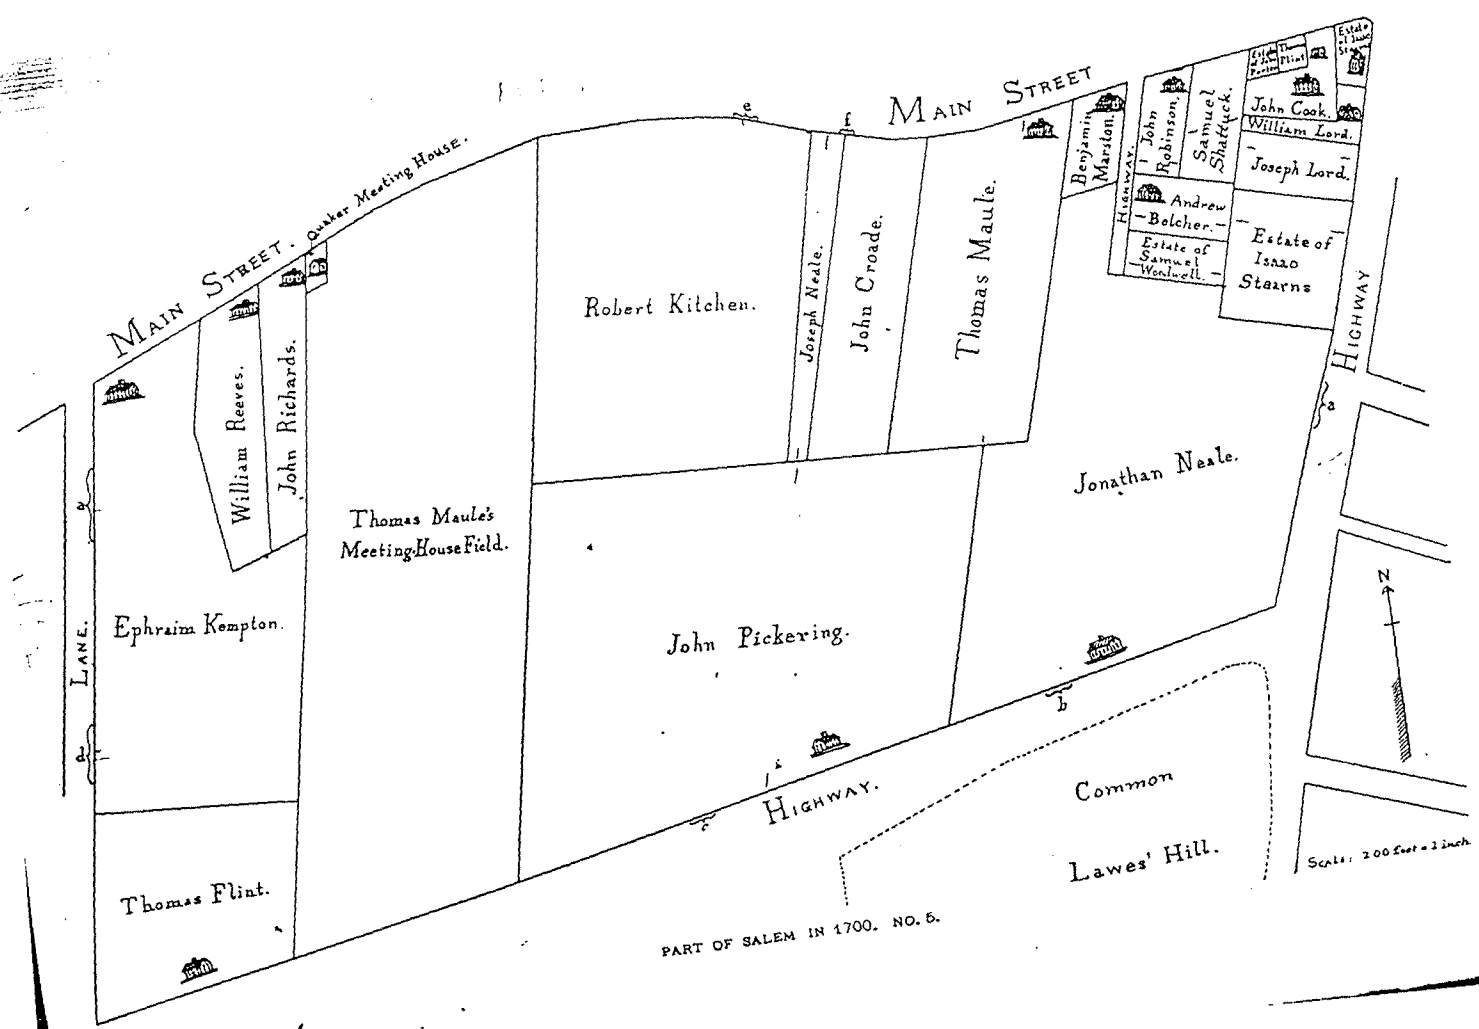 MAIN STREET
Estate
of Isaac
Stearns
Estate
of John
Porter
Thomas
Flint
John Cook.
William Lord.
Joseph Lord.
Estate of
Isaac
Stearns
John
Robinson.
Samuel
Shattuck.
Andrew
Belcher.
Estate of
Samuel
Woodwell.
HIGHWAY.
Benjamin
Marston.
Quaker Meeting House.
MAIN STREET.
e
f
Robert Kitchen.
Joseph Neale.
John Croade.
Thomas Maule.
HIGHWAY
a
William Reeves.
John Richards.
Thomas Maule's
Meeting House Field.
Jonathan Neale.
g
Ephraim Kempton.
LANE.
John Pickering.
N
b
d
c
HIGHWAY.
Common
Lawes' Hill.
Scale: 200 feet = 1 inch
Thomas Flint.
PART OF SALEM IN 1700. NO. 5.